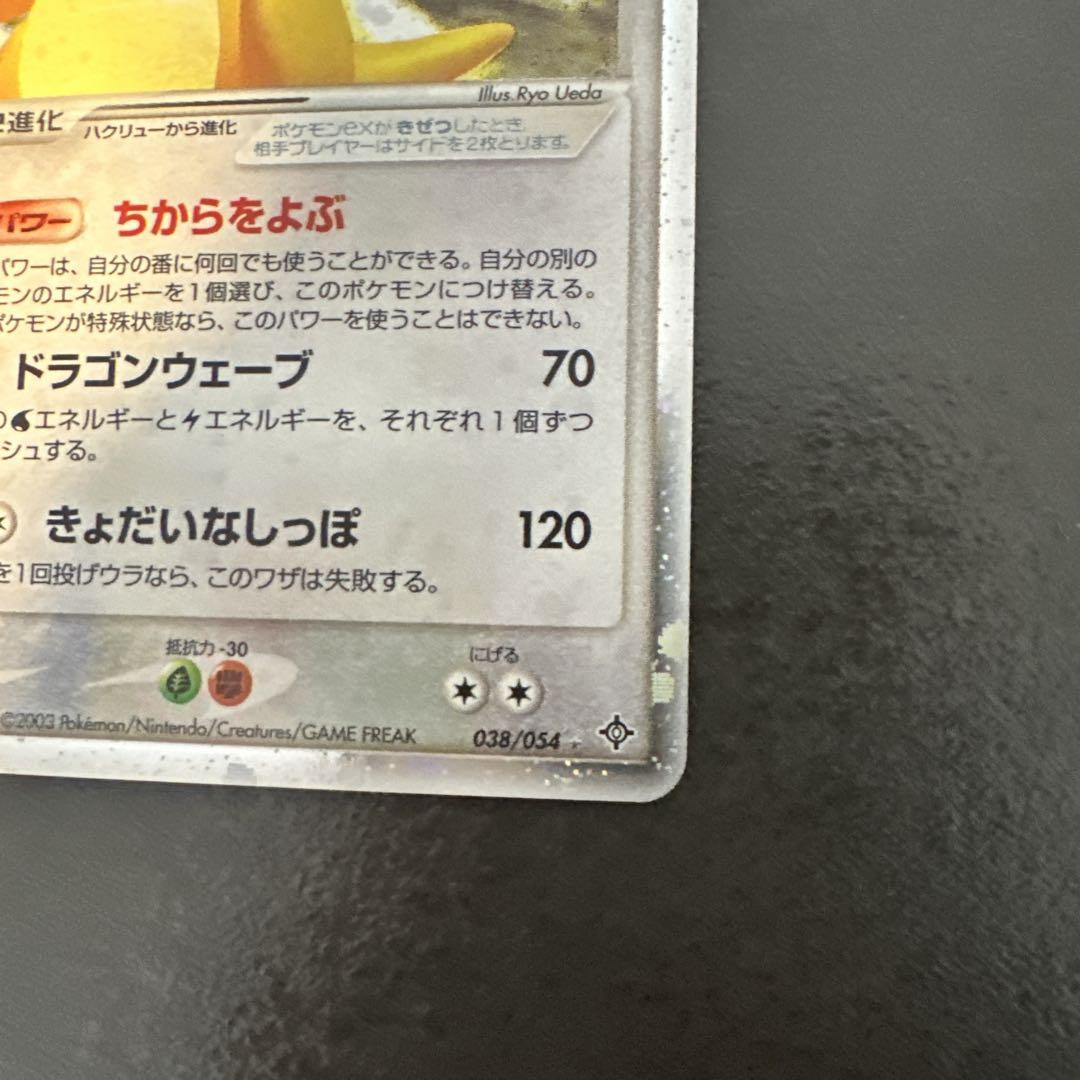 Illus. Ryo Ueda
進化 ハクリューから進化
ポケモンexがきぜつしたとき、
相手プレイヤーはサイドを2枚とります。
パワー ちからをよぶ
パワーは、自分の番に何回でも使うことができる。自分の別の
モンのエネルギーを1個選び、このポケモンにつけ替える。
ポケモンが特殊状態なら、このパワーを使うことはできない。
ドラゴンウェーブ 70
のエネルギーとエネルギーを、それぞれ1個ずつ
シュする。
きょだいなしっぽ 120
を1回投げウラなら、このワザは失敗する。
抵抗力 -30 にげる
©2003 Pokémon/Nintendo/Creatures/GAME FREAK 038/054